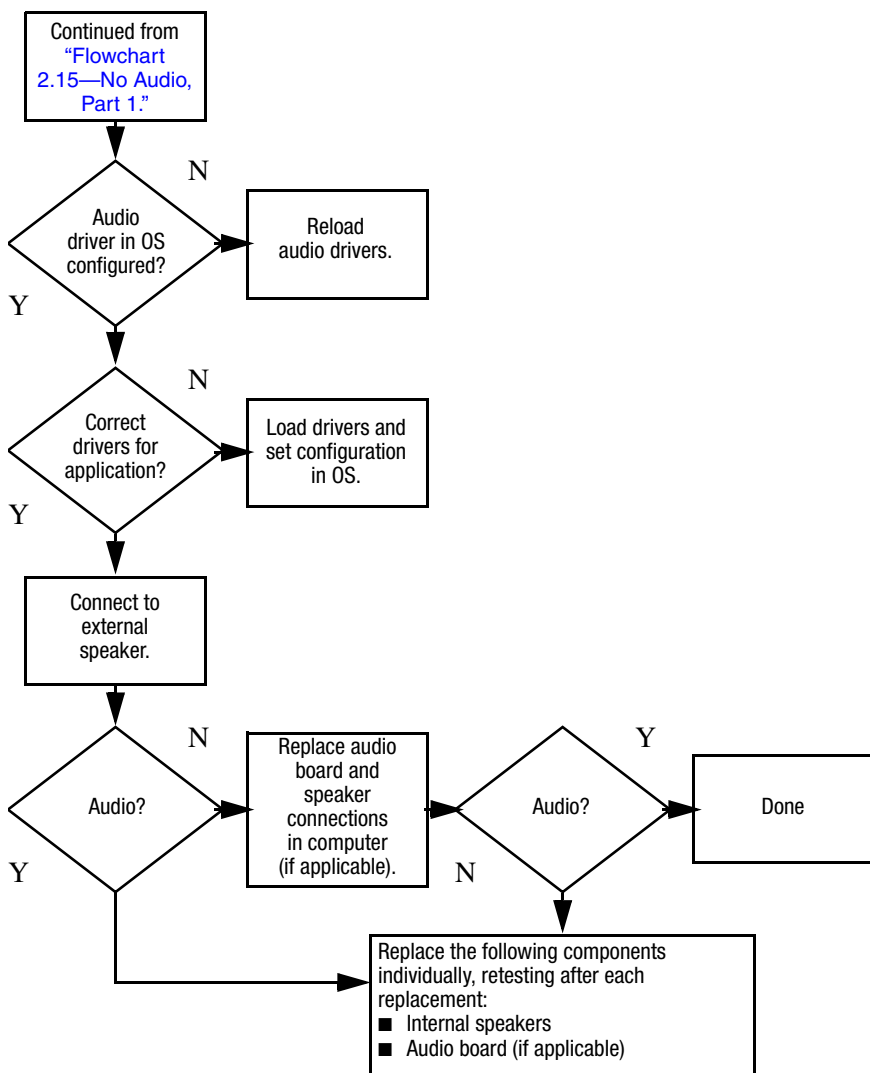 Continued from
“Flowchart
2.15—No Audio,
Part 1.”
N
Audio
driver in OS
configured?
Reload
audio drivers.
Y
N
Correct
drivers for
application?
Load drivers and
set configuration
in OS.
Y
Connect to
external
speaker.
N
Audio?
Y
Replace audio
board and
speaker
connections
in computer
(if applicable).
Y
Audio?
N
Done
Replace the following components
individually, retesting after each
replacement:
■ Internal speakers
■ Audio board (if applicable)